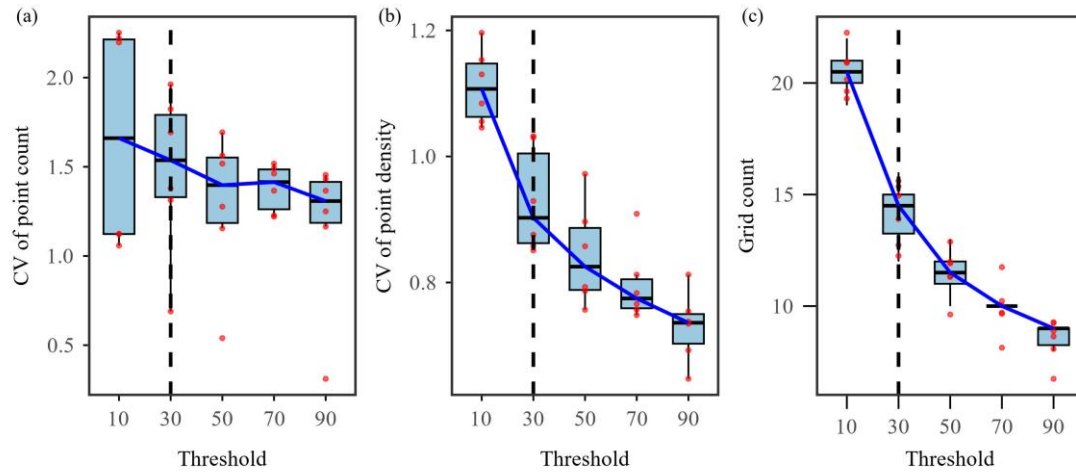 (a)
CV of point count
2.0
1.5
1.0
0.5
10 30 50 70 90
Threshold
(b)
CV of point density
1.2
1.0
0.8
10 30 50 70 90
Threshold
(c)
Grid count
20
15
10
10 30 50 70 90
Threshold